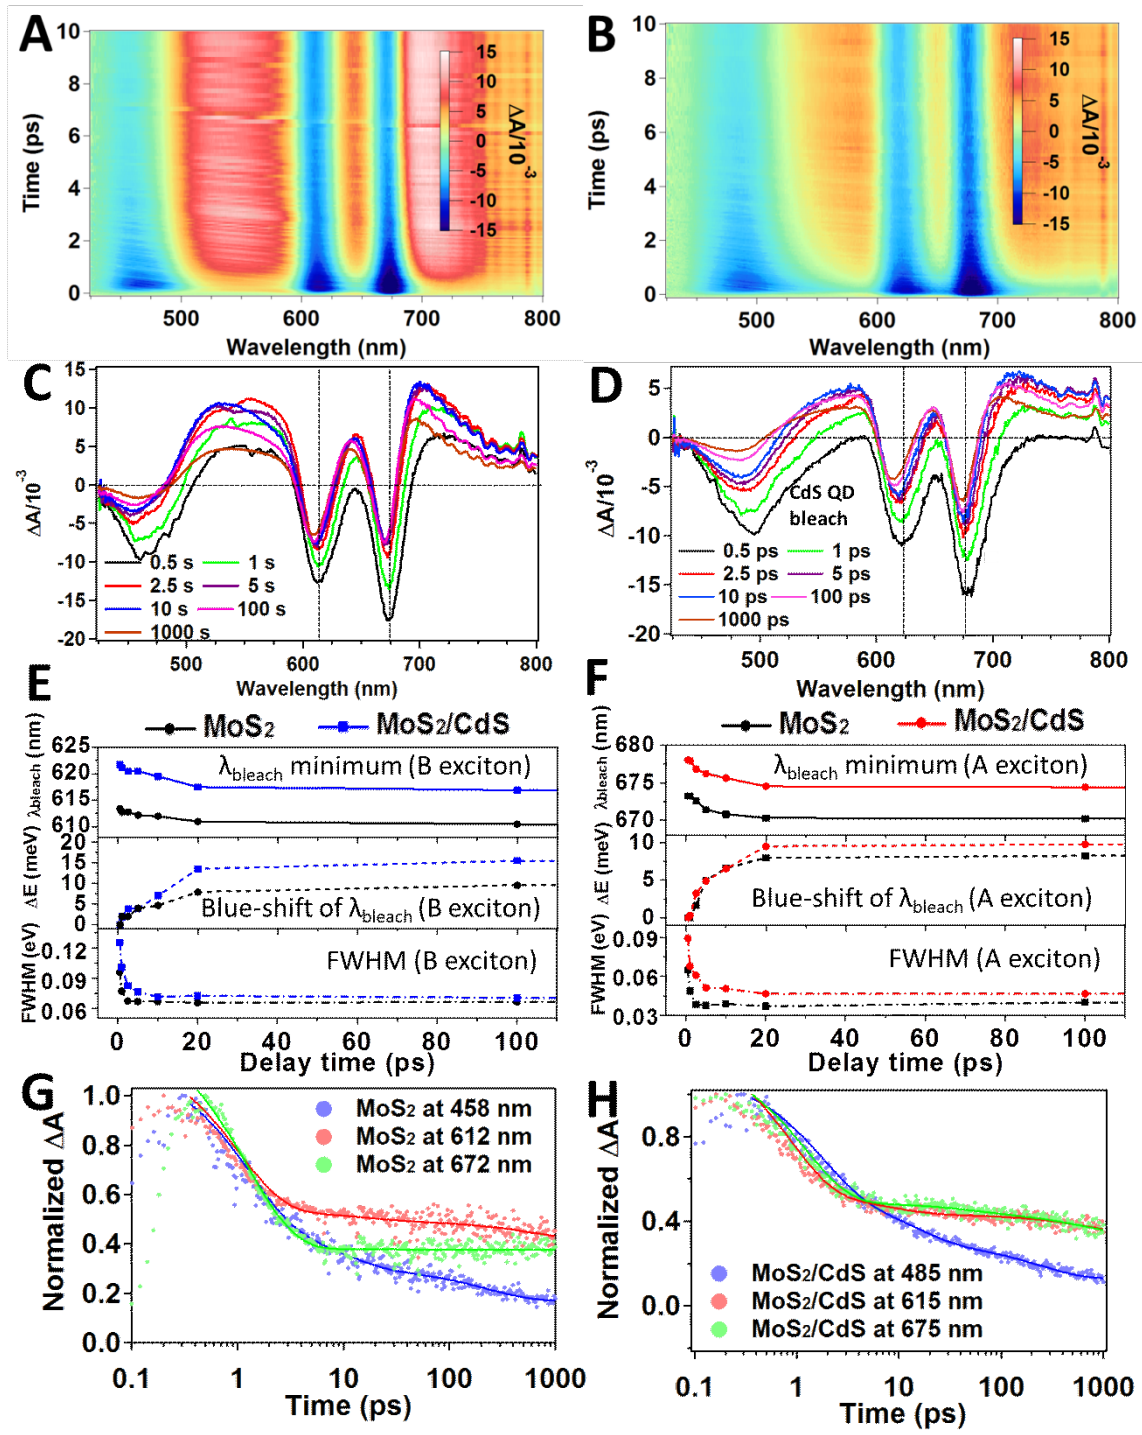 A
B
10
8
6
4
2
0
Time (ps)
15
10
5
0
-5
-10
-15
ΔA/10⁻³
500
600
700
800
Wavelength (nm)
10
8
6
4
2
0
Time (ps)
15
10
5
0
-5
-10
-15
ΔA/10⁻³
500
600
700
800
Wavelength (nm)
C
15
10
5
0
-5
-10
-15
-20
ΔA/10⁻³
0.5 s
1 s
2.5 s
5 s
10 s
100 s
1000 s
500
600
700
800
Wavelength (nm)
D
5
0
-5
-10
-15
-20
ΔA/10⁻³
CdS QD
bleach
0.5 ps
1 ps
2.5 ps
5 ps
10 ps
100 ps
1000 ps
500
600
700
800
Wavelength (nm)
E
MoS₂
MoS₂/CdS
625
620
615
610
λbleach (nm)
λbleach minimum (B exciton)
20
15
10
5
0
ΔE (meV)
Blue-shift of λbleach (B exciton)
0.12
0.09
0.06
FWHM (eV)
FWHM (B exciton)
0
20
40
60
80
100
Delay time (ps)
F
MoS₂
MoS₂/CdS
680
675
670
λbleach (nm)
λbleach minimum (A exciton)
10
5
0
ΔE (meV)
Blue-shift of λbleach (A exciton)
0.09
0.06
0.03
FWHM (eV)
FWHM (A exciton)
0
20
40
60
80
100
Delay time (ps)
G
1.0
0.8
0.6
0.4
0.2
0.0
Normalized ΔA
MoS₂ at 458 nm
MoS₂ at 612 nm
MoS₂ at 672 nm
0.1
1
10
100
1000
Time (ps)
H
0.8
0.4
0.0
Normalized ΔA
MoS₂/CdS at 485 nm
MoS₂/CdS at 615 nm
MoS₂/CdS at 675 nm
0.1
1
10
100
1000
Time (ps)